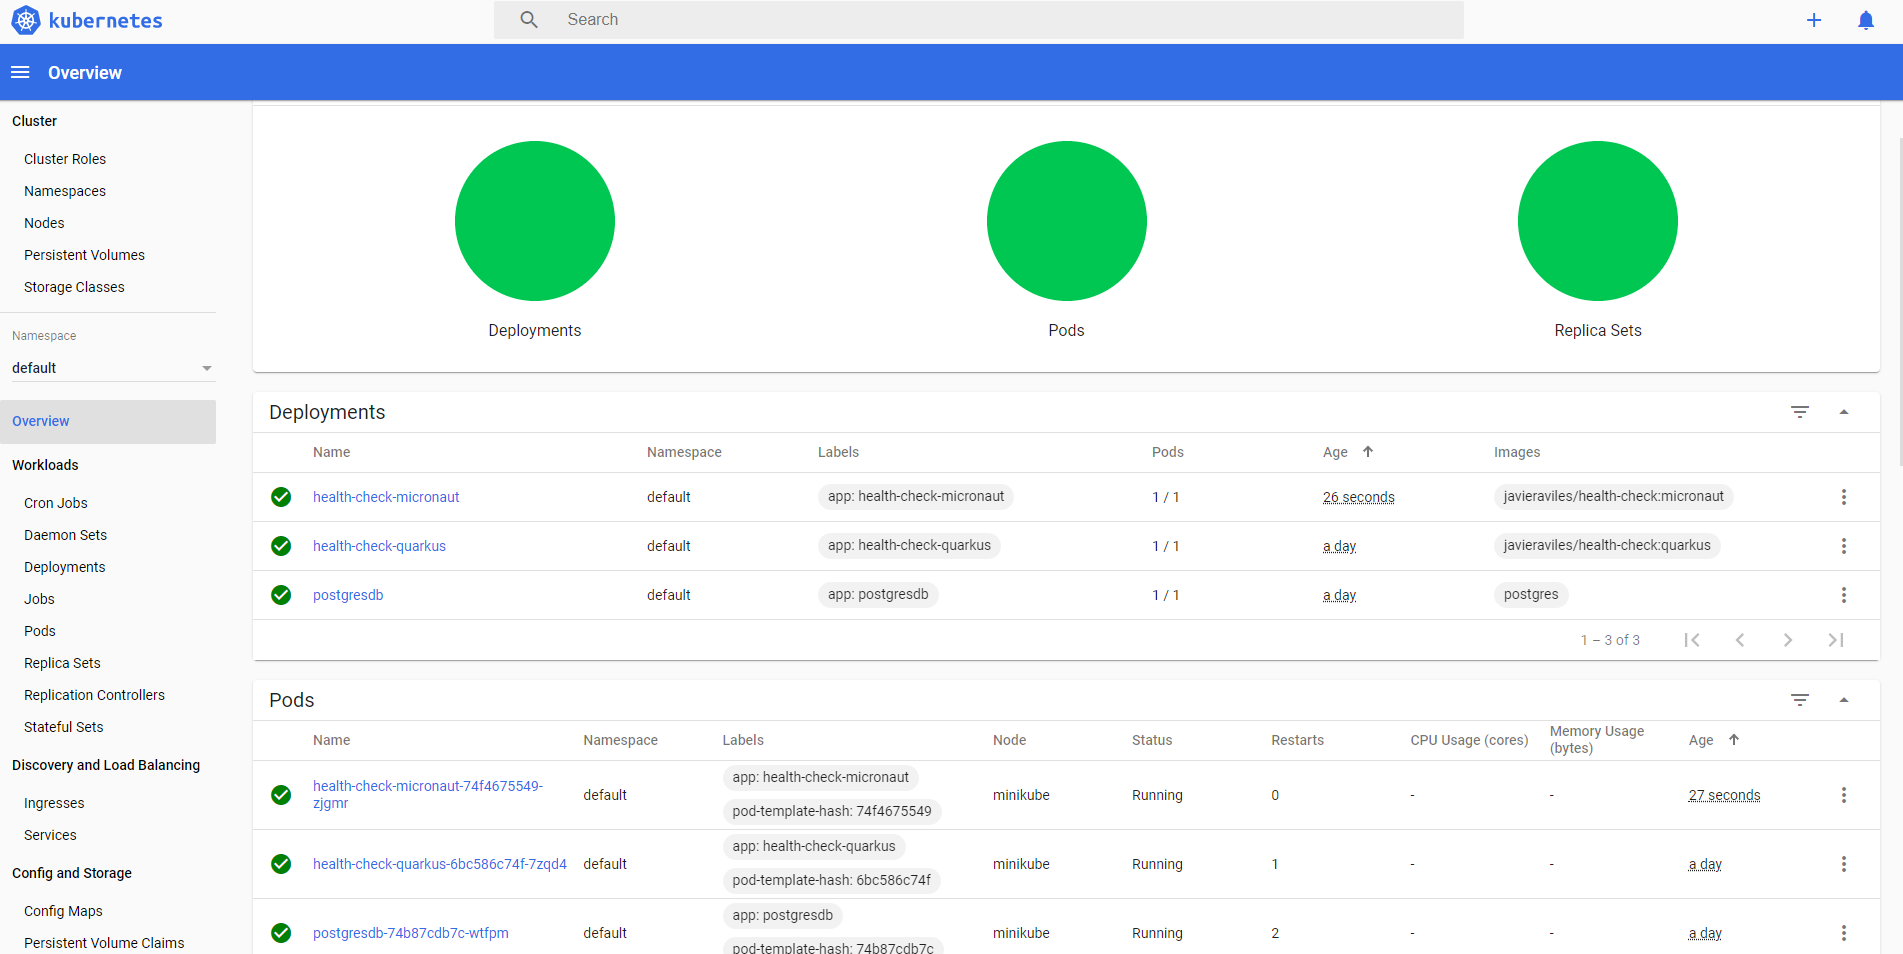 kubernetes
Search
Overview
Cluster
Cluster Roles
Namespaces
Nodes
Persistent Volumes
Storage Classes
Namespace
default
Overview
Workloads
Cron Jobs
Daemon Sets
Deployments
Jobs
Pods
Replica Sets
Replication Controllers
Stateful Sets
Discovery and Load Balancing
Ingresses
Services
Config and Storage
Config Maps
Persistent Volume Claims
Deployments Pods Replica Sets
Deployments
Name Namespace Labels Pods Age Images
health-check-micronaut default app: health-check-micronaut 1 / 1 26 seconds javieraviles/health-check:micronaut
health-check-quarkus default app: health-check-quarkus 1 / 1 a day javieraviles/health-check:quarkus
postgresdb default app: postgresdb 1 / 1 a day postgres
1 – 3 of 3
Pods
Name Namespace Labels Node Status Restarts CPU Usage (cores) Memory Usage (bytes) Age
health-check-micronaut-74f4675549-
zjgmr
default
app: health-check-micronaut
pod-template-hash: 74f4675549
minikube Running 0 - - 27 seconds
health-check-quarkus-6bc586c74f-7zqd4 default
app: health-check-quarkus
pod-template-hash: 6bc586c74f
minikube Running 1 - - a day
postgresdb-74b87cdb7c-wtfpm default
app: postgresdb
pod-template-hash: 74b87cdb7c
minikube Running 2 - - a day